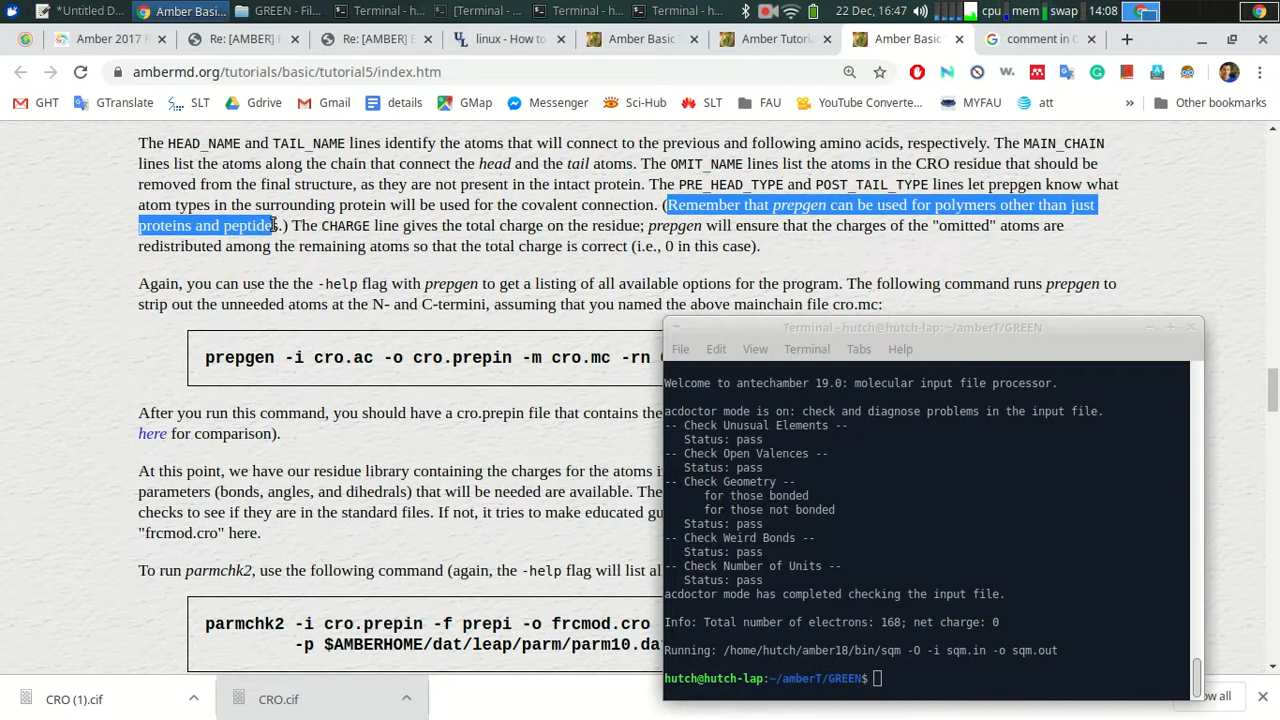 *Untitled D...
Amber Basi...
GREEN - Fil...
Terminal - h...
[Terminal -...
Terminal - h...
Terminal - h...
22 Dec, 16:47
cpu
mem
swap
14:08
Amber 2017 R
Re: [AMBER] E
Re: [AMBER] E
linux - How to
Amber Basic T
Amber Tutoria
Amber Basic
comment in C
ambermd.org/tutorials/basic/tutorial5/index.htm
GHT
GTranslate
SLT
Gdrive
Gmail
details
GMap
Messenger
Sci-Hub
SLT
FAU
YouTube Converte...
MYFAU
att
»
Other bookmarks
The HEAD_NAME and TAIL_NAME lines identify the atoms that will connect to the previous and following amino acids, respectively. The MAIN_CHAIN
lines list the atoms along the chain that connect the head and the tail atoms. The OMIT_NAME lines list the atoms in the CRO residue that should be
removed from the final structure, as they are not present in the intact protein. The PRE_HEAD_TYPE and POST_TAIL_TYPE lines let prepgen know what
atom types in the surrounding protein will be used for the covalent connection. (Remember that prepgen can be used for polymers other than just
proteins and peptides.) The CHARGE line gives the total charge on the residue; prepgen will ensure that the charges of the "omitted" atoms are
redistributed among the remaining atoms so that the total charge is correct (i.e., 0 in this case).
Again, you can use the the -help flag with prepgen to get a listing of all available options for the program. The following command runs prepgen to
strip out the unneeded atoms at the N- and C-termini, assuming that you named the above mainchain file cro.mc:
prepgen -i cro.ac -o cro.prepin -m cro.mc -rn
After you run this command, you should have a cro.prepin file that contains the
here for comparison).
At this point, we have our residue library containing the charges for the atoms i
parameters (bonds, angles, and dihedrals) that will be needed are available. The
checks to see if they are in the standard files. If not, it tries to make educated gu
"frcmod.cro" here.
To run parmchk2, use the following command (again, the -help flag will list al
parmchk2 -i cro.prepin -f prepi -o frcmod.cro
-p $AMBERHOME/dat/leap/parm/parm10.da
Terminal - hutch@hutch-lap: ~/amberT/GREEN
File Edit View Terminal Tabs Help
Welcome to antechamber 19.0: molecular input file processor.
acdoctor mode is on: check and diagnose problems in the input file.
-- Check Unusual Elements --
Status: pass
-- Check Open Valences --
Status: pass
-- Check Geometry --
for those bonded
for those not bonded
Status: pass
-- Check Weird Bonds --
Status: pass
-- Check Number of Units --
Status: pass
acdoctor mode has completed checking the input file.
Info: Total number of electrons: 168; net charge: 0
Running: /home/hutch/amber18/bin/sqm -O -i sqm.in -o sqm.out
hutch@hutch-lap:~/amberT/GREEN$
CRO (1).cif
CRO.cif
ow all